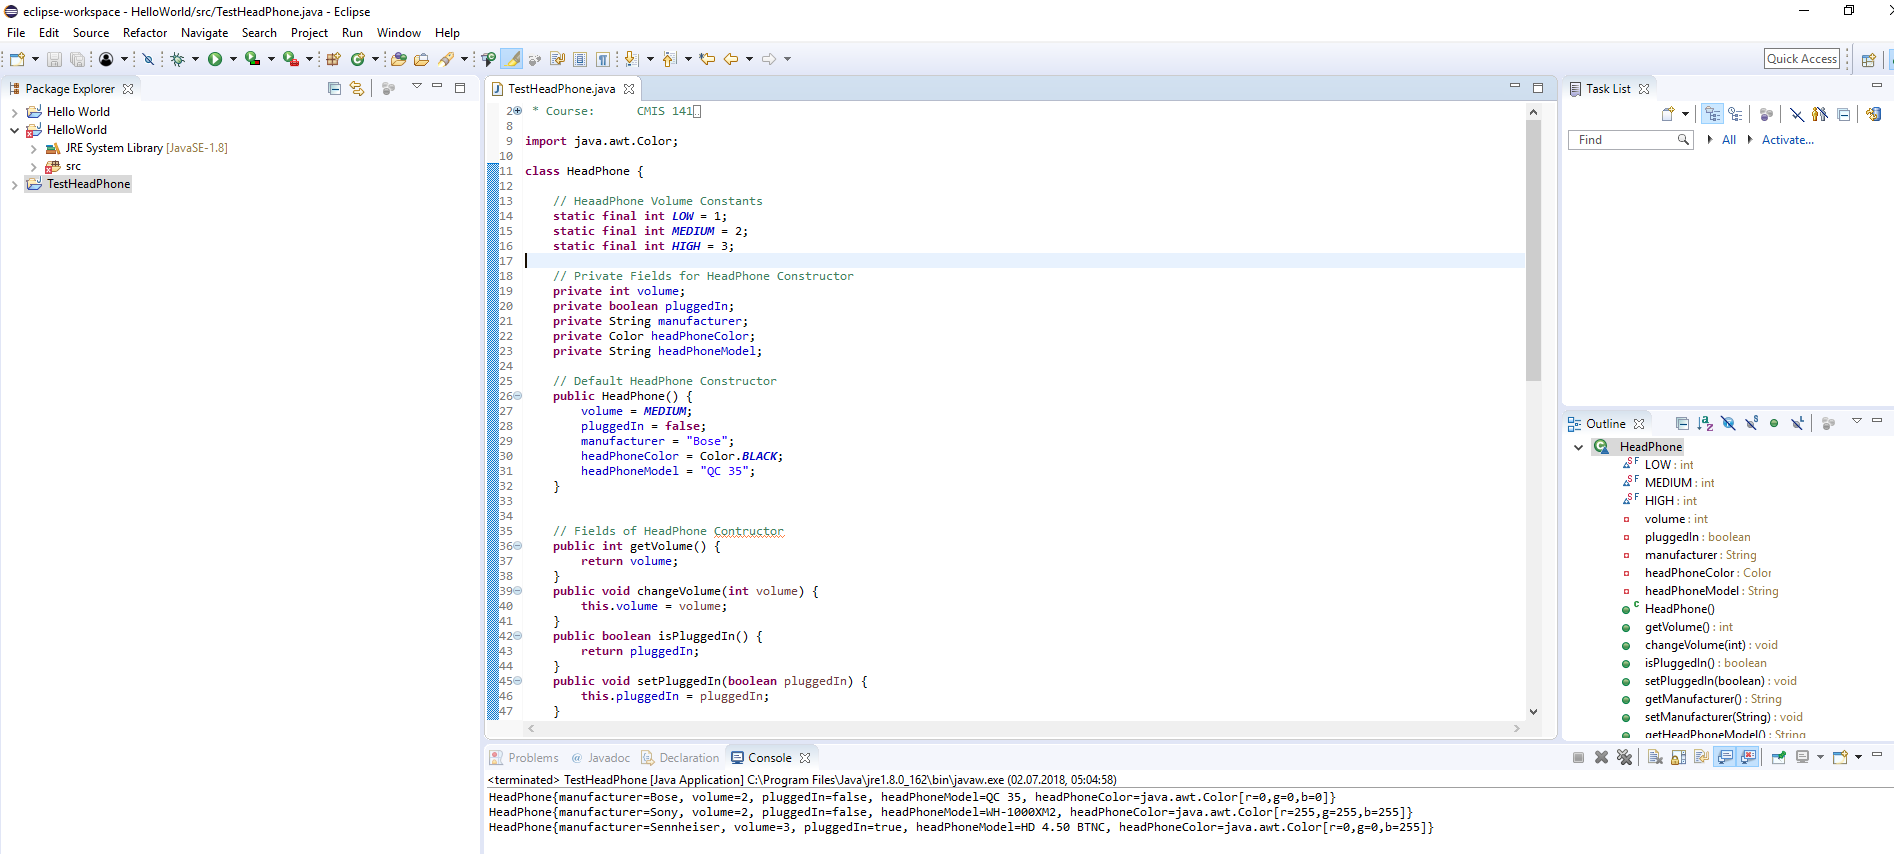 eclipse-workspace - HelloWorld/src/TestHeadPhone.java - Eclipse
File Edit Source Refactor Navigate Search Project Run Window Help
Quick Access
Package Explorer
Hello World
HelloWorld
JRE System Library [JavaSE-1.8]
src
TestHeadPhone
TestHeadPhone.java
2 * Course:      CMIS 141
8
9 import java.awt.Color;
10
11 class HeadPhone {
12
13     // HeaadPhone Volume Constants
14     static final int LOW = 1;
15     static final int MEDIUM = 2;
16     static final int HIGH = 3;
17
18     // Private Fields for HeadPhone Constructor
19     private int volume;
20     private boolean pluggedIn;
21     private String manufacturer;
22     private Color headPhoneColor;
23     private String headPhoneModel;
24
25     // Default HeadPhone Constructor
26     public HeadPhone() {
27         volume = MEDIUM;
28         pluggedIn = false;
29         manufacturer = "Bose";
30         headPhoneColor = Color.BLACK;
31         headPhoneModel = "QC 35";
32     }
33
34
35     // Fields of HeadPhone Contructor
36     public int getVolume() {
37         return volume;
38     }
39     public void changeVolume(int volume) {
40         this.volume = volume;
41     }
42     public boolean isPluggedIn() {
43         return pluggedIn;
44     }
45     public void setPluggedIn(boolean pluggedIn) {
46         this.pluggedIn = pluggedIn;
47     }
Task List
Find All Activate...
Outline
HeadPhone
LOW : int
MEDIUM : int
HIGH : int
volume : int
pluggedIn : boolean
manufacturer : String
headPhoneColor : Color
headPhoneModel : String
HeadPhone()
getVolume() : int
changeVolume(int) : void
isPluggedIn() : boolean
setPluggedIn(boolean) : void
getManufacturer() : String
setManufacturer(String) : void
getHeadPhoneModel() : String
Problems Javadoc Declaration Console
<terminated> TestHeadPhone [Java Application] C:\Program Files\Java\jre1.8.0_162\bin\javaw.exe (02.07.2018, 05:04:58)
HeadPhone{manufacturer=Bose, volume=2, pluggedIn=false, headPhoneModel=QC 35, headPhoneColor=java.awt.Color[r=0,g=0,b=0]}
HeadPhone{manufacturer=Sony, volume=2, pluggedIn=false, headPhoneModel=WH-1000XM2, headPhoneColor=java.awt.Color[r=255,g=255,b=255]}
HeadPhone{manufacturer=Sennheiser, volume=3, pluggedIn=true, headPhoneModel=HD 4.50 BTNC, headPhoneColor=java.awt.Color[r=0,g=0,b=255]}